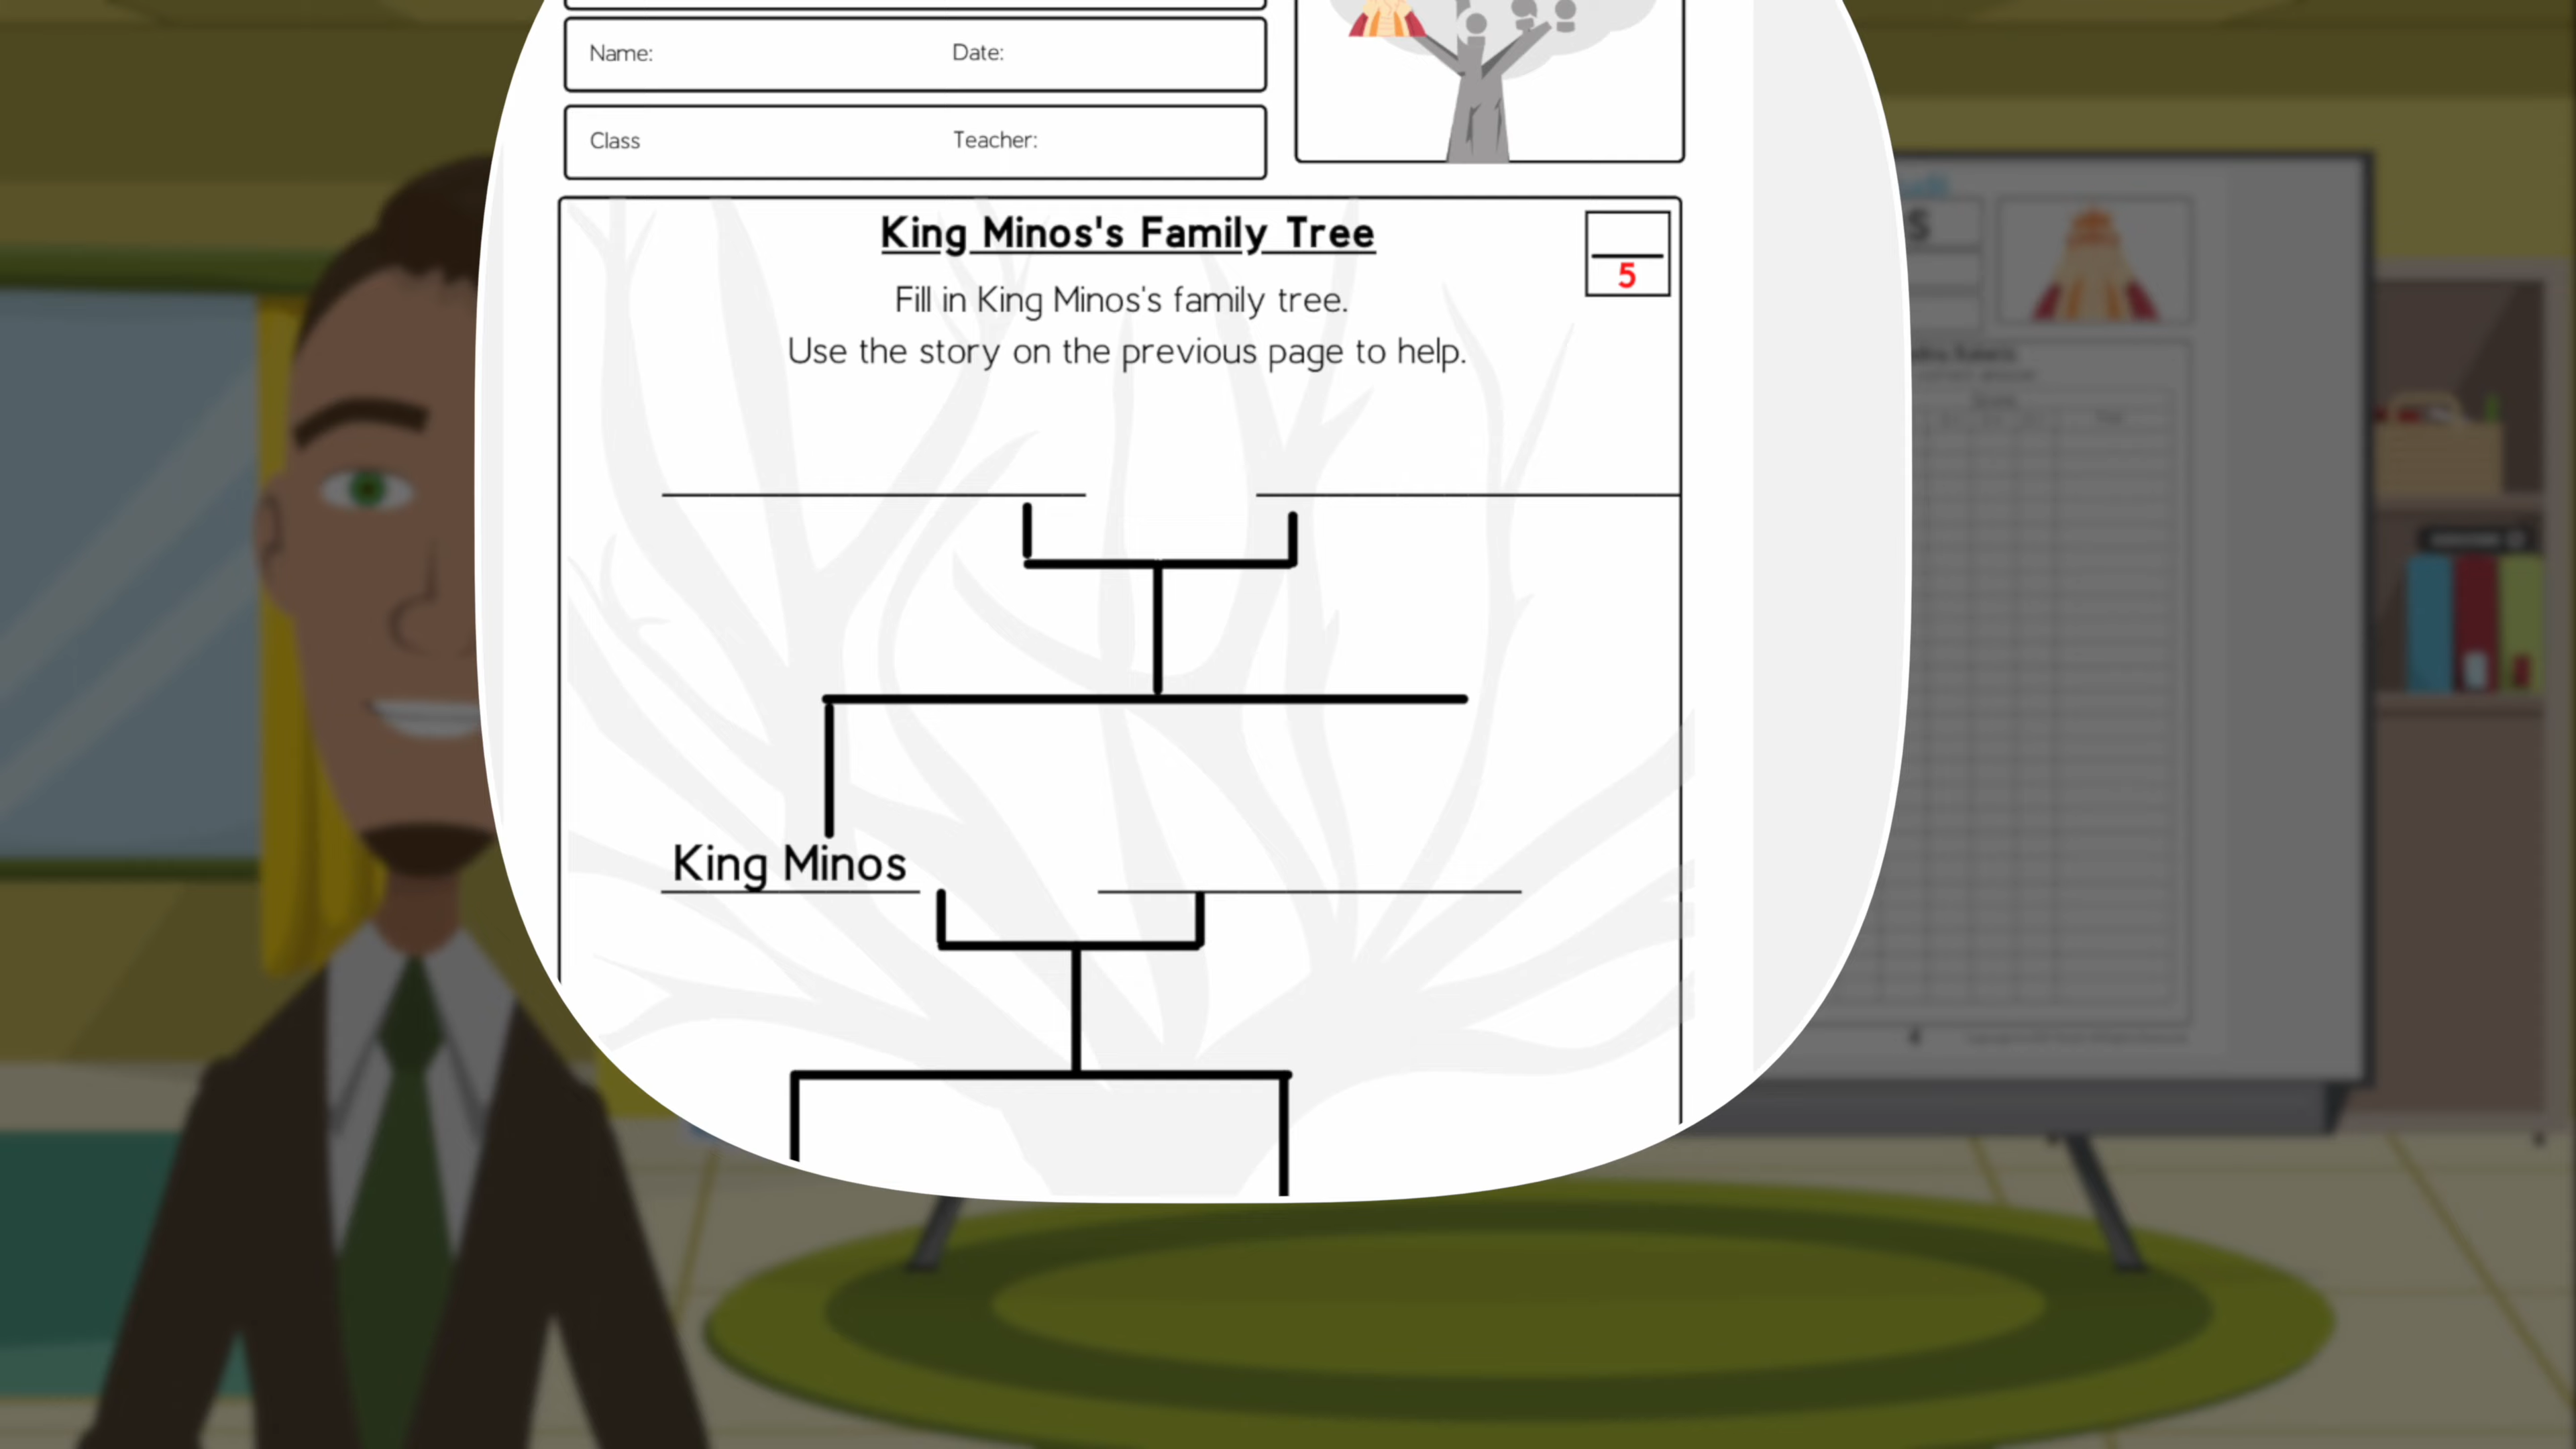 Name: Date:
Class Teacher:
King Minos's Family Tree
5
Fill in King Minos's family tree.
Use the story on the previous page to help.
King Minos